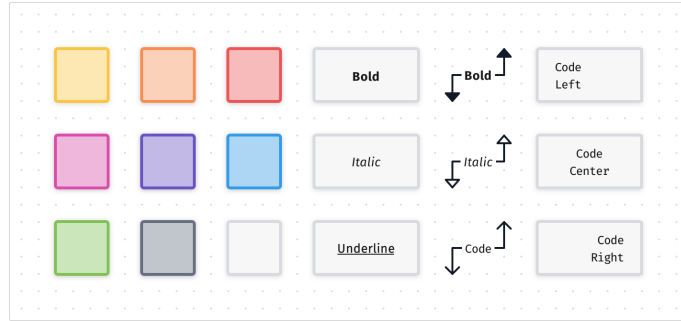 Bold
Bold
Code
Left
Italic
Italic
Code
Center
Underline
Code
Code
Right